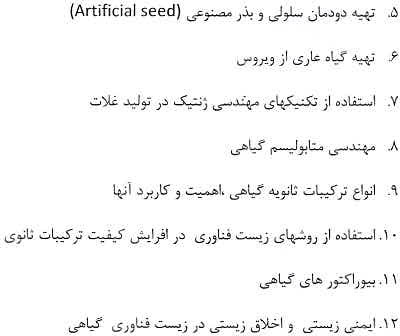 ۵. تهیه دودمان سلولی و بذر مصنوعی (Artificial seed)
۶. تهیه گیاه عاری از ویروس
۷. استفاده از تکنیکهای مهندسی ژنتیک در تولید غلات
۸. مهندسی متابولیسم گیاهی
۹. انواع ترکیبات ثانویه گیاهی ،اهمیت و کاربرد آنها
۱۰. استفاده از روشهای زیست فناوری در افرایش کیفیت ترکیبات ثانوی
۱۱. بیوراکتور های گیاهی
۱۲. ایمنی زیستی و اخلاق زیستی در زیست فناوری گیاهی